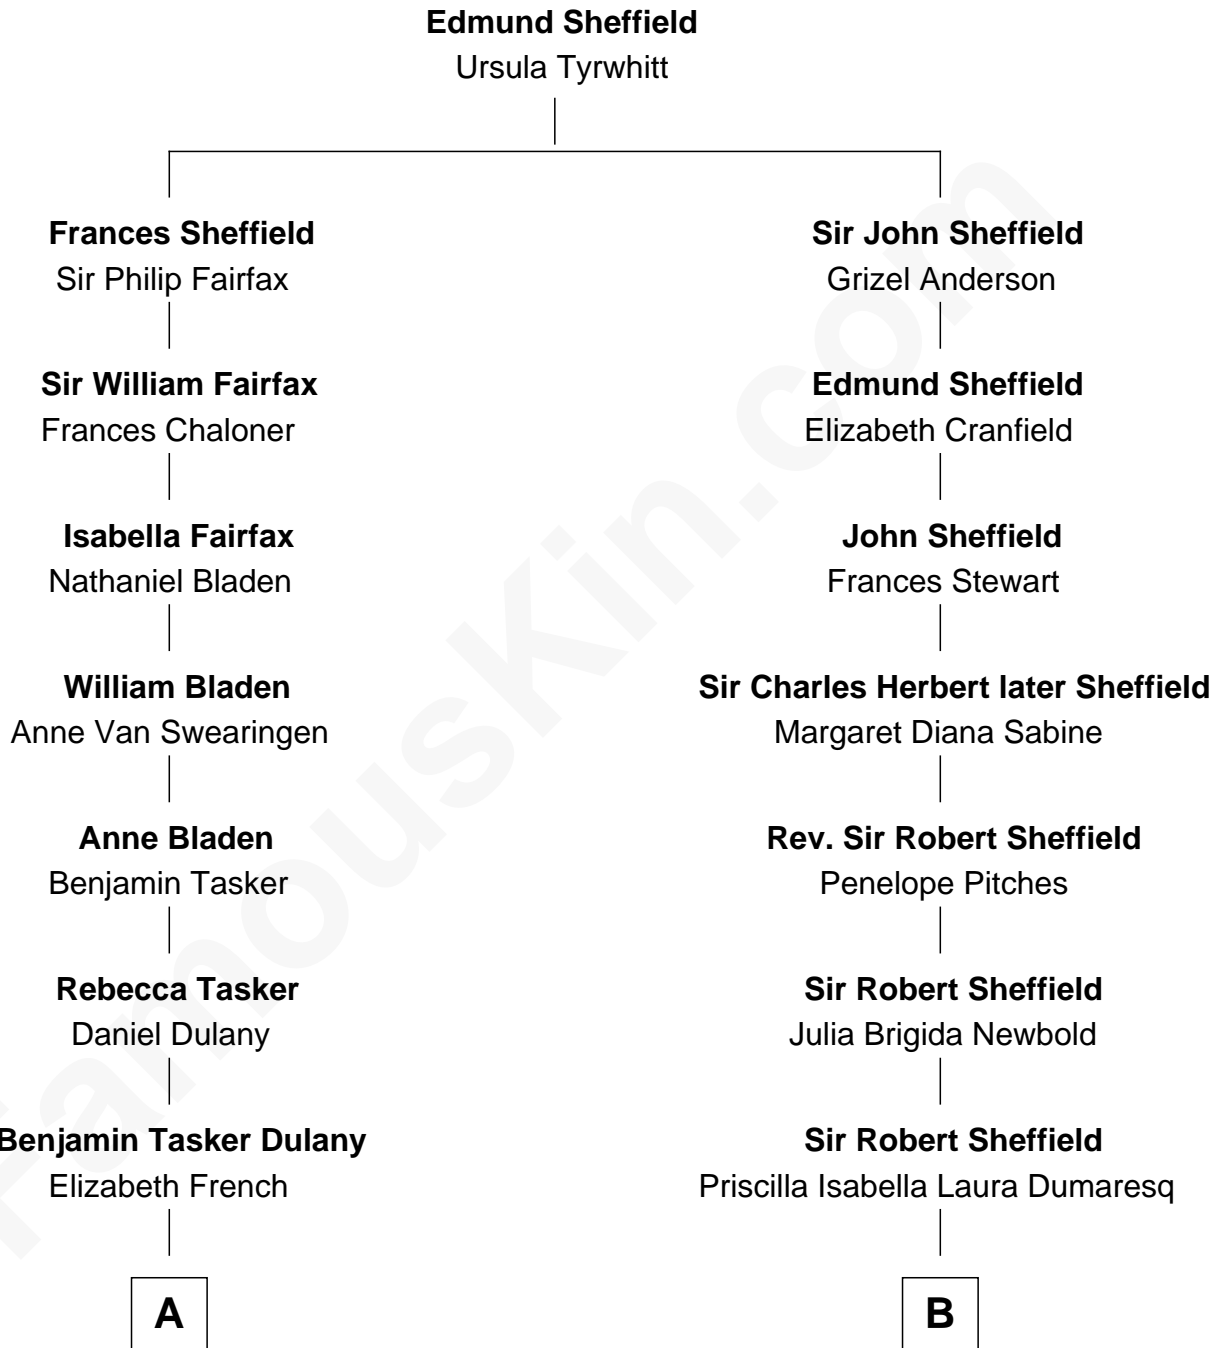 Edmund Sheffield
Ursula Tyrwhitt
Frances Sheffield
Sir Philip Fairfax
Sir John Sheffield
Grizel Anderson
Sir William Fairfax
Frances Chaloner
Edmund Sheffield
Elizabeth Cranfield
Isabella Fairfax
Nathaniel Bladen
John Sheffield
Frances Stewart
William Bladen
Anne Van Swearingen
Sir Charles Herbert later Sheffield
Margaret Diana Sabine
Anne Bladen
Benjamin Tasker
Rev. Sir Robert Sheffield
Penelope Pitches
Rebecca Tasker
Daniel Dulany
Sir Robert Sheffield
Julia Brigida Newbold
Benjamin Tasker Dulany
Elizabeth French
Sir Robert Sheffield
Priscilla Isabella Laura Dumaresq
A
B
FamousKin.com